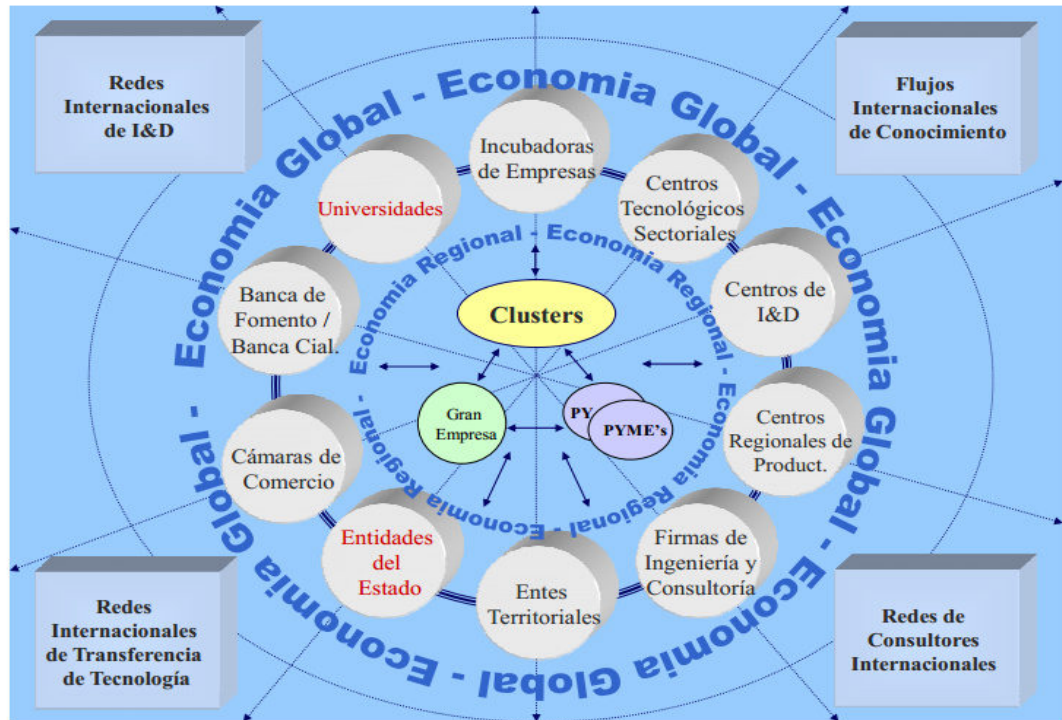 Redes
Internacionales
de I&D
Flujos
Internacionales
de Conocimiento
Economia Global - Economia Global - Economia Global - Economia Global - Economía Global - Economia Global -
Incubadoras
de Empresas
Universidades
Centros
Tecnológicos
Sectoriales
Banca de
Fomento /
Banca Cial.
Centros de
I&D
Economia Regional - Economia Regional - Economia Regional - Economia Regional -
Clusters
Gran
Empresa
PY
PYME's
Cámaras de
Comercio
Centros
Regionales de
Product.
Entidades
del
Estado
Entes
Territoriales
Firmas de
Ingeniería y
Consultoría
Redes
Internacionales
de Transferencia
de Tecnología
Redes de
Consultores
Internacionales